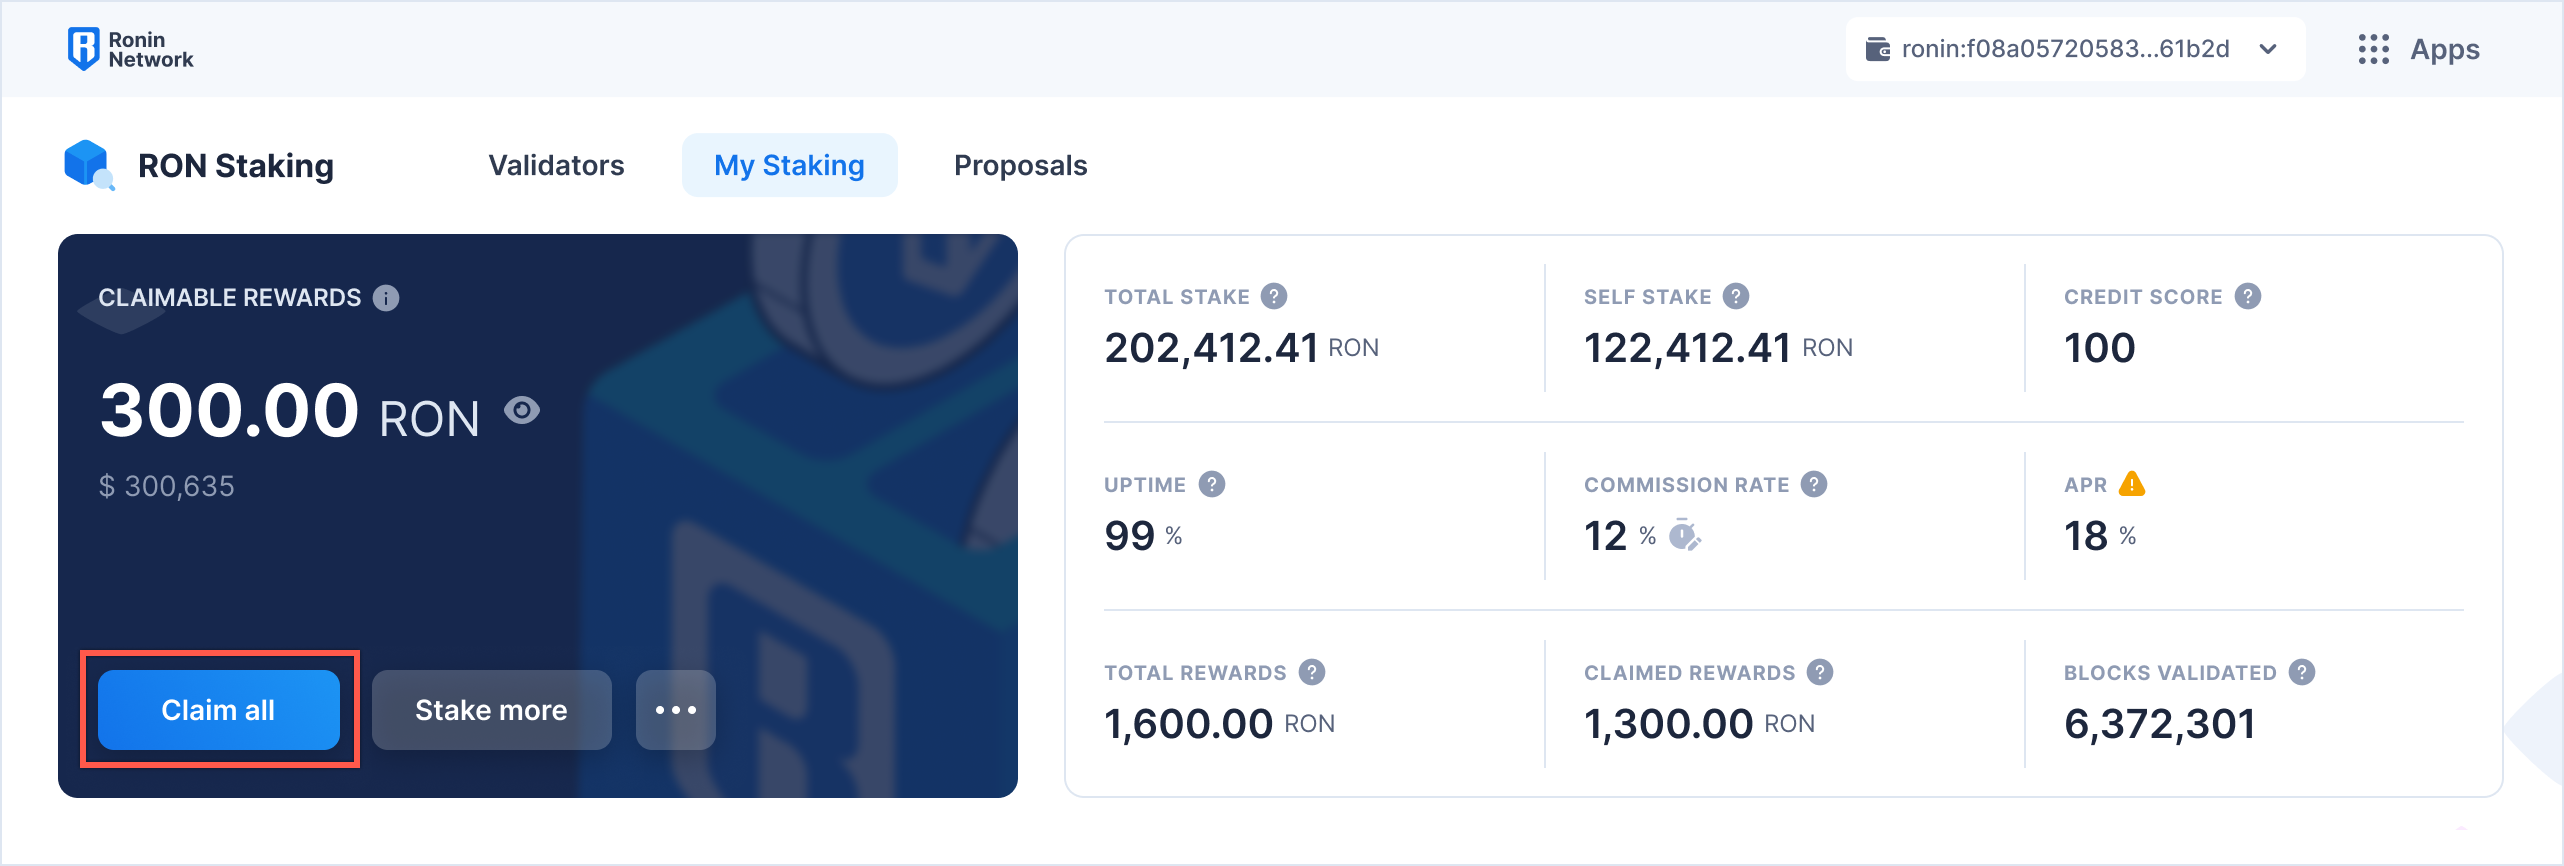 Ronin
Network
ronin:f08a05720583...61b2d
Apps
RON Staking
Validators
My Staking
Proposals
CLAIMABLE REWARDS
300.00 RON
$ 300,635
Claim all
Stake more
TOTAL STAKE
202,412.41 RON
SELF STAKE
122,412.41 RON
CREDIT SCORE
100
UPTIME
99 %
COMMISSION RATE
12 %
APR
18 %
TOTAL REWARDS
1,600.00 RON
CLAIMED REWARDS
1,300.00 RON
BLOCKS VALIDATED
6,372,301